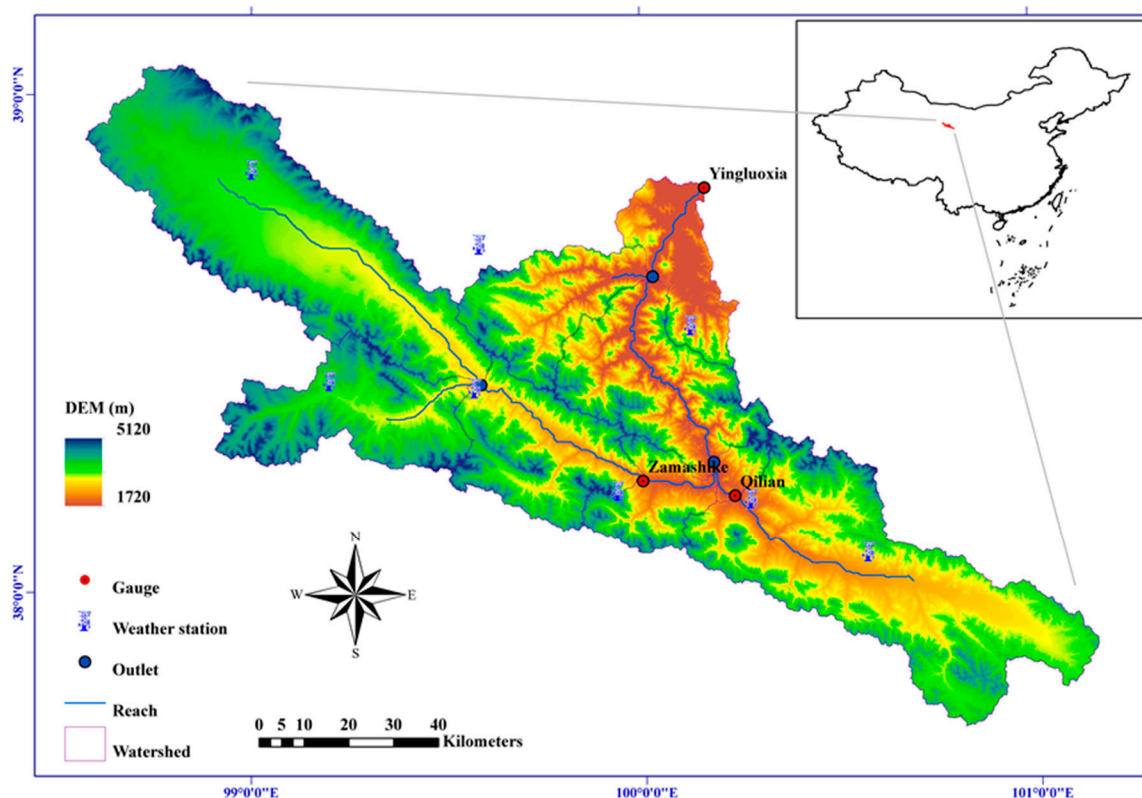 39°0'0"N
38°0'0"N
Yingluoxia
Zamashike
Qilian
DEM (m)
5120
1720
Gauge
Weather station
Outlet
Reach
Watershed
N
W
E
S
0 5 10 20 30 40
Kilometers
99°0'0"E
100°0'0"E
101°0'0"E